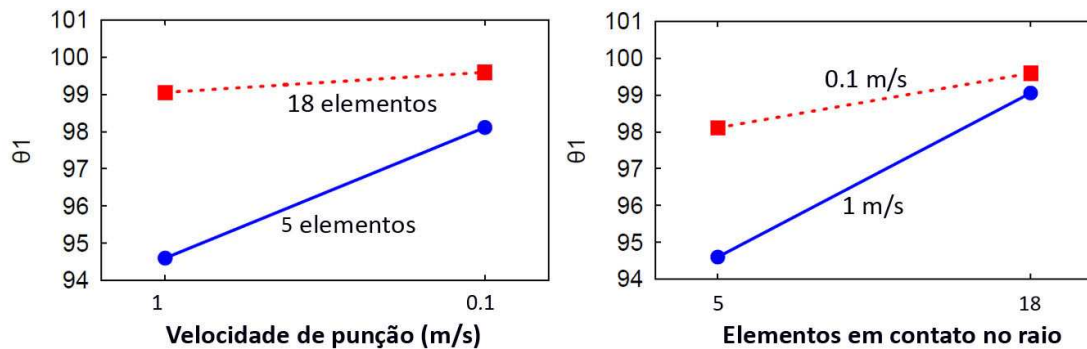 101
100
99
98
97
96
95
94
θ1
18 elementos
5 elementos
1
0.1
Velocidade de punção (m/s)
101
100
99
98
97
96
95
94
θ1
0.1 m/s
1 m/s
5
18
Elementos em contato no raio